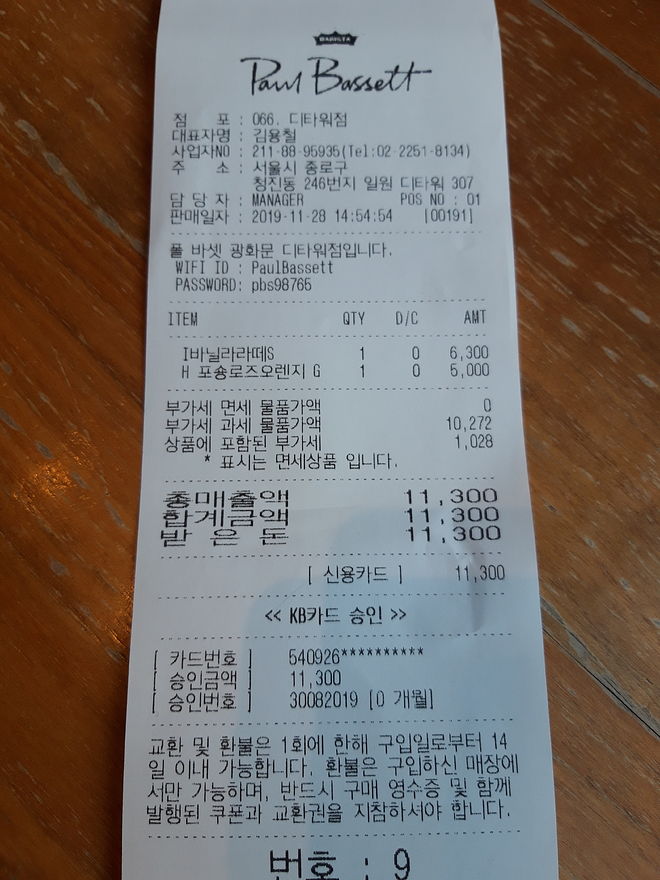 BARISTA
Paul Bassett
점 포 : 066. 디타워점
대표자명 : 김용철
사업자NO : 211-88-95935(Tel:02-2251-8134)
주 소 : 서울시 종로구
청진동 246번지 일원 디타워 307
담 당 자 : MANAGER POS NO : 01
판매일자 : 2019-11-28 14:54:54 [00191]
폴 바셋 광화문 디타워점입니다.
WIFI ID : PaulBassett
PASSWORD: pbs98765
ITEM QTY D/C AMT
I바닐라라떼S 1 0 6,300
H 포숑로즈오렌지 G 1 0 5,000
부가세 면세 물품가액 0
부가세 과세 물품가액 10,272
상품에 포함된 부가세 1,028
* 표시는 면세상품 입니다.
총매출액 11,300
합계금액 11,300
받 은 돈 11,300
[ 신용카드 ] 11,300
<< KB카드 승인 >>
[ 카드번호 ] 540926**********
[ 승인금액 ] 11,300
[ 승인번호 ] 30082019 [0 개월]
교환 및 환불은 1회에 한해 구입일로부터 14
일 이내 가능합니다. 환불은 구입하신 매장에
서만 가능하며, 반드시 구매 영수증 및 함께
발행된 쿠폰과 교환권을 지참하셔야 합니다.
번호 : 9